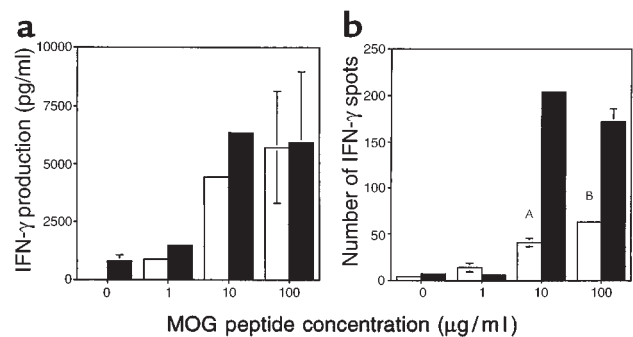 a
b
IFN-γ production (pg/ml)
10000
7500
5000
2500
0
0 1 10 100
Number of IFN-γ spots
250
200
150
100
50
0
A
B
0 1 10 100
MOG peptide concentration (μg/ml)